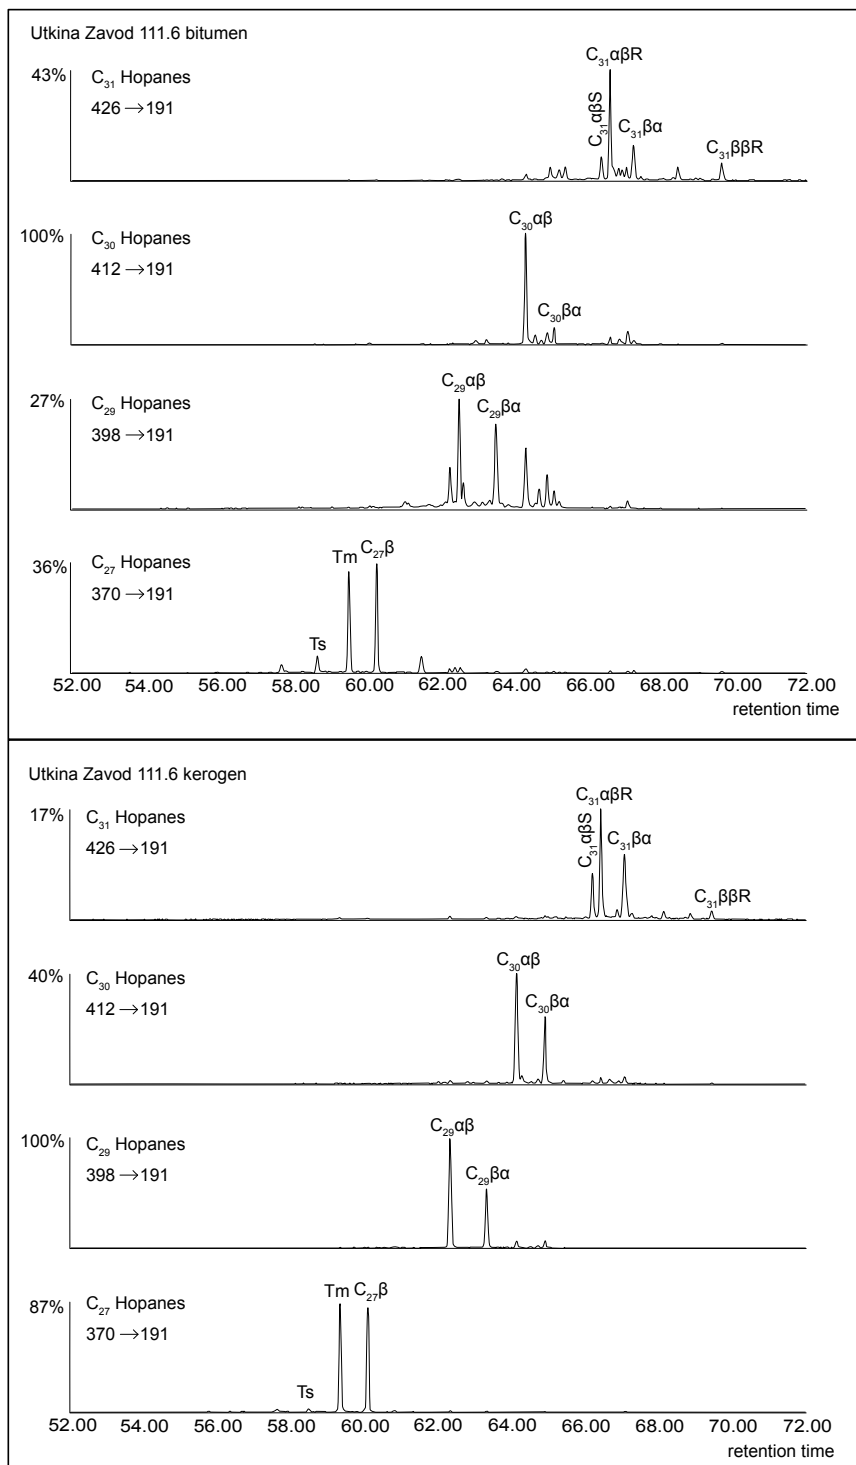 Utkina Zavod 111.6 bitumen
43%
C₃₁ Hopanes
426 →191
C₃₁αβS
C₃₁αβR
C₃₁βα
C₃₁ββR
100%
C₃₀ Hopanes
412 →191
C₃₀αβ
C₃₀βα
27%
C₂₉ Hopanes
398 →191
C₂₉αβ
C₂₉βα
36%
C₂₇ Hopanes
370 →191
Ts
Tm
C₂₇β
52.00 54.00 56.00 58.00 60.00 62.00 64.00 66.00 68.00 70.00 72.00
retention time
Utkina Zavod 111.6 kerogen
17%
C₃₁ Hopanes
426 →191
C₃₁αβS
C₃₁αβR
C₃₁βα
C₃₁ββR
40%
C₃₀ Hopanes
412 →191
C₃₀αβ
C₃₀βα
100%
C₂₉ Hopanes
398 →191
C₂₉αβ
C₂₉βα
87%
C₂₇ Hopanes
370 →191
Ts
Tm
C₂₇β
52.00 54.00 56.00 58.00 60.00 62.00 64.00 66.00 68.00 70.00 72.00
retention time